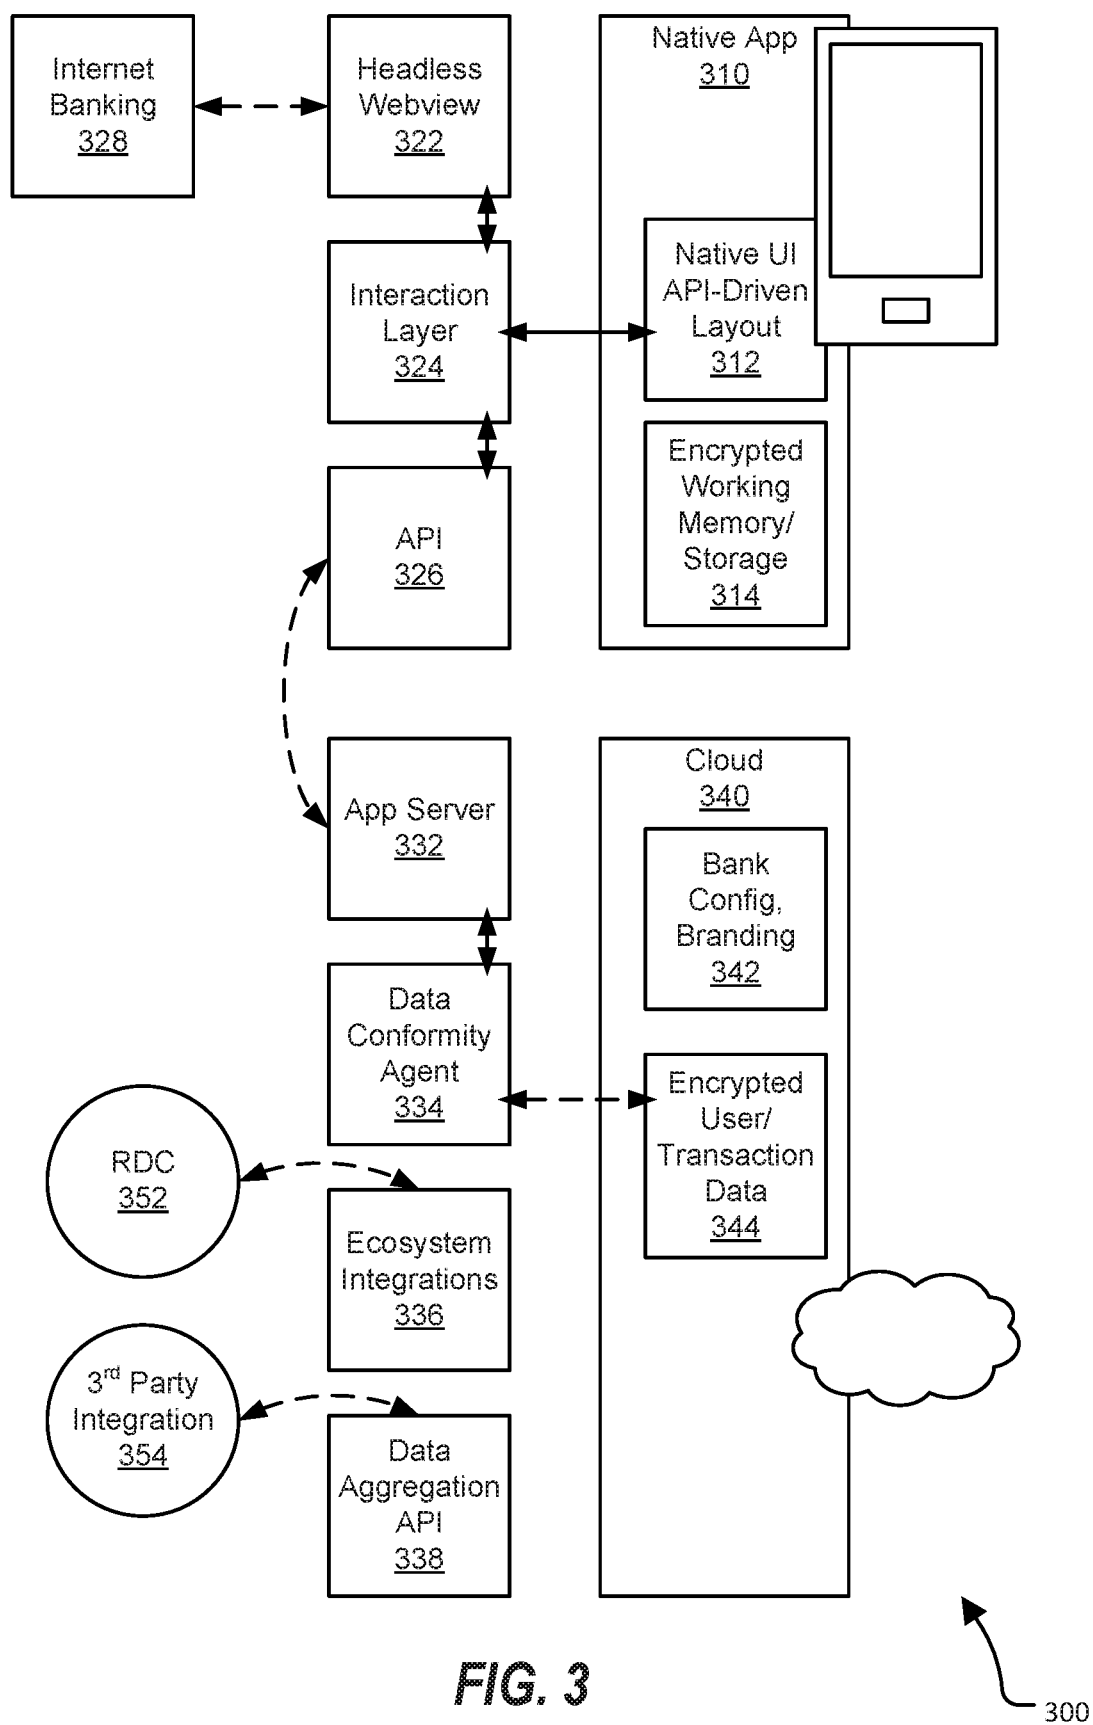 Internet
Banking
328
Headless
Webview
322
Native App
310
Interaction
Layer
324
Native UI
API-Driven
Layout
312
Encrypted
Working
Memory/
Storage
314
API
326
App Server
332
Cloud
340
Bank
Config,
Branding
342
Data
Conformity
Agent
334
Encrypted
User/
Transaction
Data
344
RDC
352
Ecosystem
Integrations
336
3rd Party
Integration
354
Data
Aggregation
API
338
FIG. 3
300